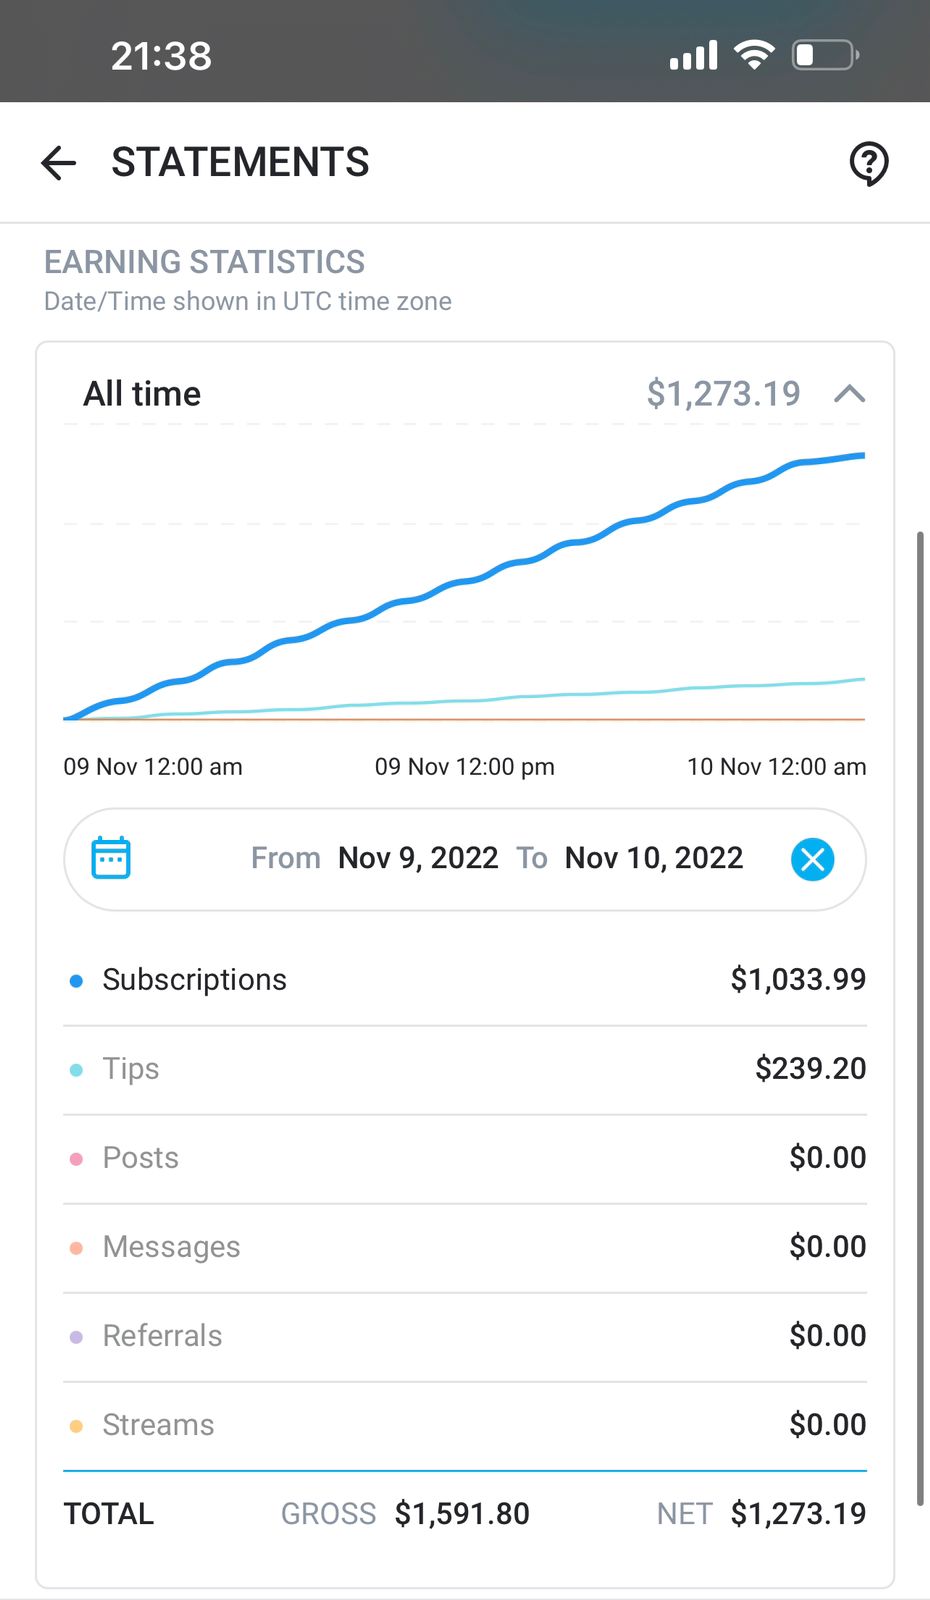 21:38
STATEMENTS
EARNING STATISTICS
Date/Time shown in UTC time zone
All time $1,273.19
09 Nov 12:00 am 09 Nov 12:00 pm 10 Nov 12:00 am
From Nov 9, 2022 To Nov 10, 2022
Subscriptions $1,033.99
Tips $239.20
Posts $0.00
Messages $0.00
Referrals $0.00
Streams $0.00
TOTAL GROSS $1,591.80 NET $1,273.19